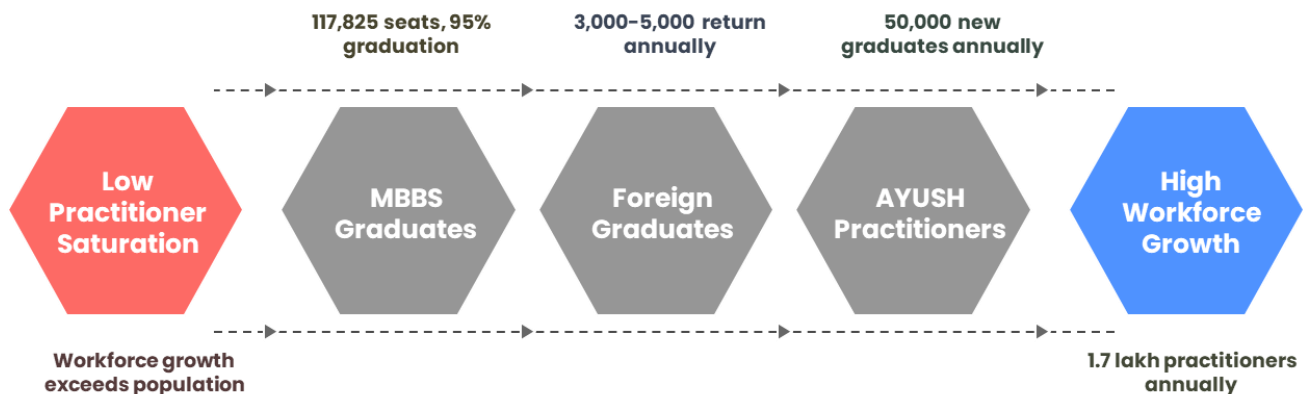 117,825 seats, 95%
graduation
3,000-5,000 return
annually
50,000 new
graduates annually
Low
Practitioner
Saturation
MBBS
Graduates
Foreign
Graduates
AYUSH
Practitioners
High
Workforce
Growth
Workforce growth
exceeds population
1.7 lakh practitioners
annually